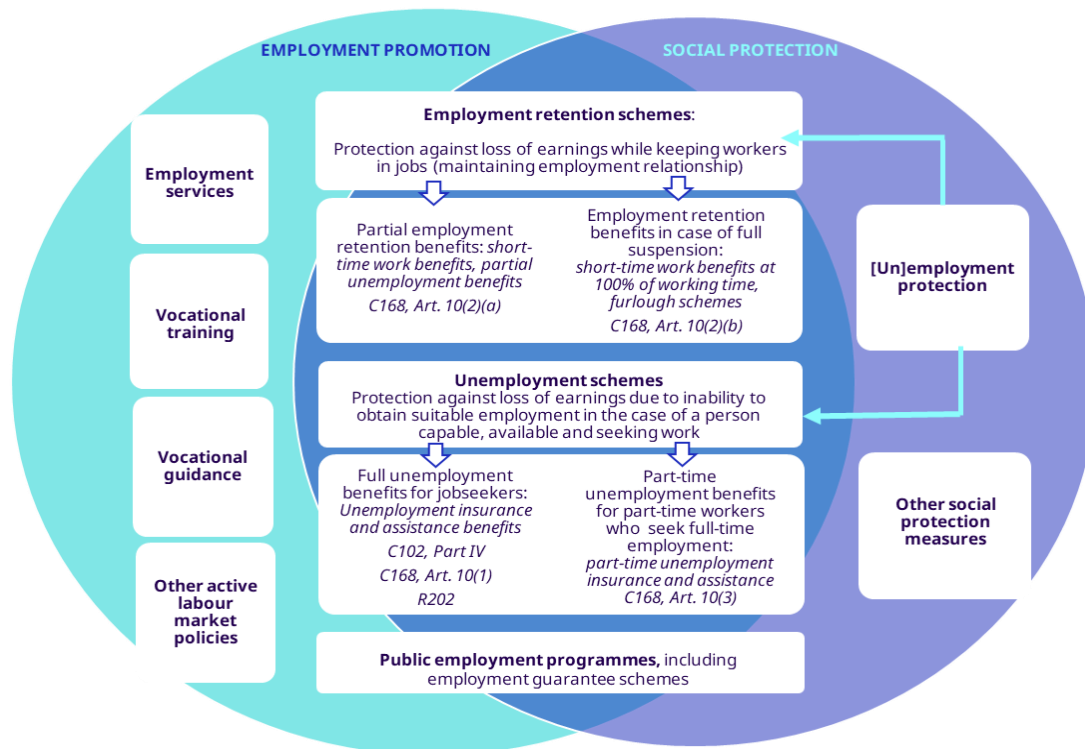 EMPLOYMENT PROMOTION
SOCIAL PROTECTION
Employment
services
Vocational
training
Vocational
guidance
Other active
labour
market
policies
Employment retention schemes:
Protection against loss of earnings while keeping workers
in jobs (maintaining employment relationship)
Partial employment
retention benefits: short-
time work benefits, partial
unemployment benefits
C168, Art. 10(2)(a)
Employment retention
benefits in case of full
suspension:
short-time work benefits at
100% of working time,
furlough schemes
C168, Art. 10(2)(b)
Unemployment schemes
Protection against loss of earnings due to inability to
obtain suitable employment in the case of a person
capable, available and seeking work
Full unemployment
benefits for jobseekers:
Unemployment insurance
and assistance benefits
C102, Part IV
C168, Art. 10(1)
R202
Part-time
unemployment benefits
for part-time workers
who seek full-time
employment:
part-time unemployment
insurance and assistance
C168, Art. 10(3)
Public employment programmes, including
employment guarantee schemes
[Un]employment
protection
Other social
protection
measures